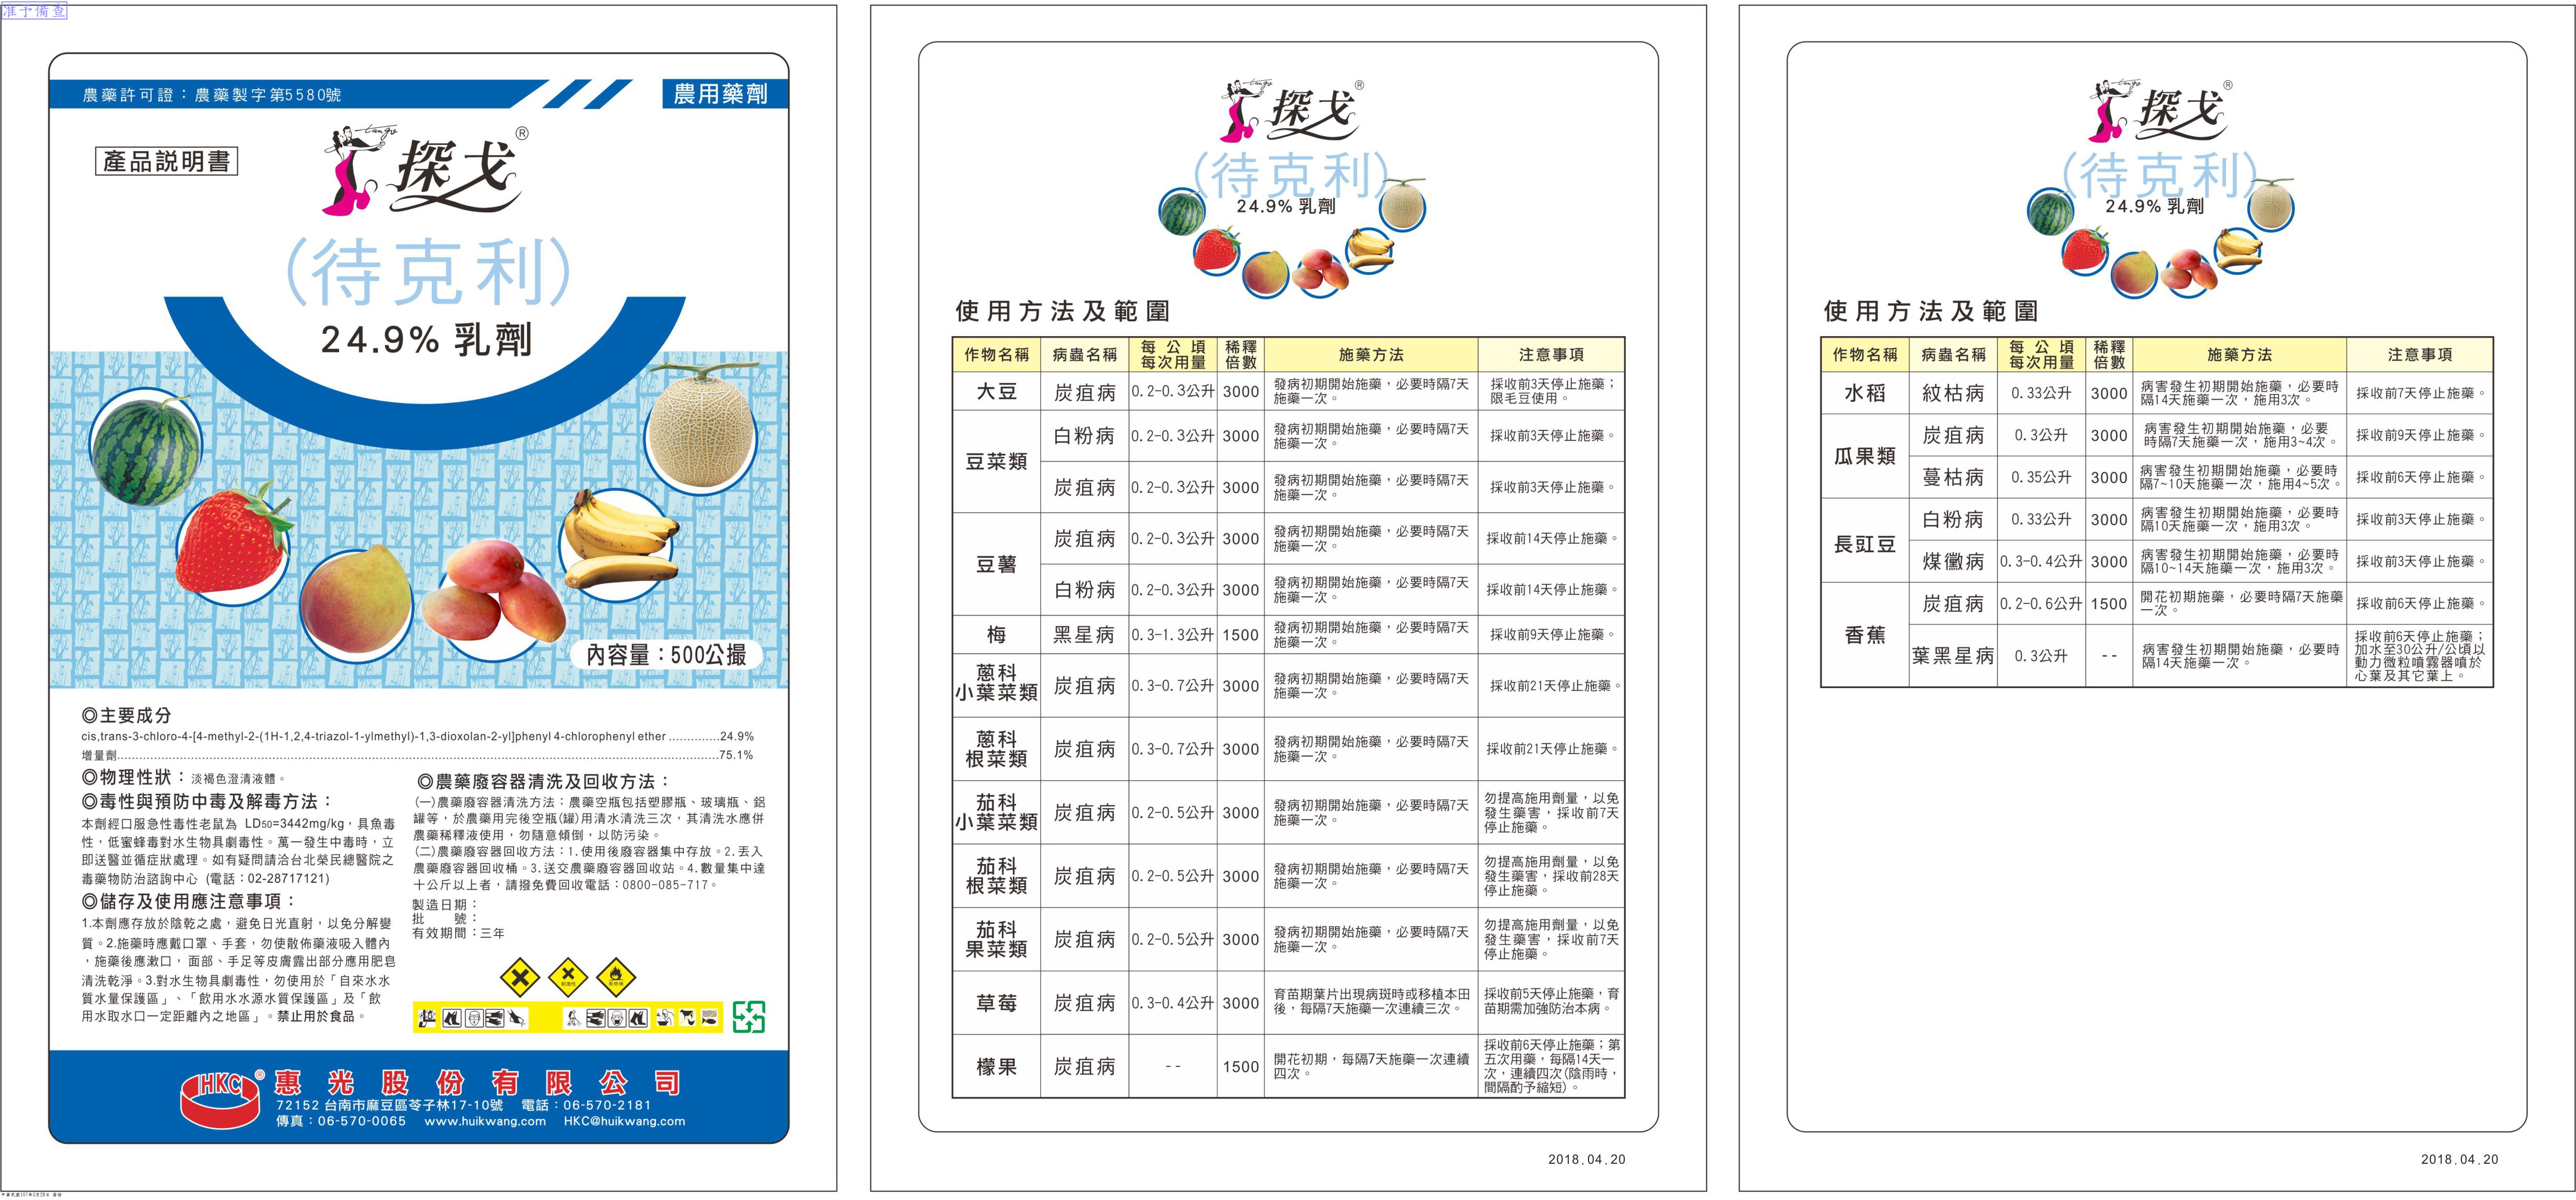 准予備查
農藥許可證：農藥製字第5580號
農用藥劑
產品説明書
tango
探戈®
(待克利)
24.9% 乳劑
內容量：500公撮
◎主要成分
cis,trans-3-chloro-4-[4-methyl-2-(1H-1,2,4-triazol-1-ylmethyl)-1,3-dioxolan-2-yl]phenyl 4-chlorophenyl ether .............24.9%
增量劑......75.1%
◎物理性狀：淡褐色澄清液體。
◎毒性與預防中毒及解毒方法：
本劑經口服急性毒性老鼠為 LD50=3442mg/kg，具魚毒
性，低蜜蜂毒對水生物具劇毒性。萬一發生中毒時，立
即送醫並循症狀處理。如有疑問請洽台北榮民總醫院之
毒藥物防治諮詢中心 (電話：02-28717121)
◎儲存及使用應注意事項：
1.本劑應存放於陰乾之處，避免日光直射，以免分解變
質。2.施藥時應戴口罩、手套，勿使散佈藥液吸入體內
，施藥後應漱口，面部、手足等皮膚露出部分應用肥皂
清洗乾淨。3.對水生物具劇毒性，勿使用於「自來水水
質水量保護區」、「飲用水水源水質保護區」及「飲
用水取水口一定距離內之地區」。禁止用於食品。
◎農藥廢容器清洗及回收方法：
(一)農藥廢容器清洗方法：農藥空瓶包括塑膠瓶、玻璃瓶、鋁
罐等，於農藥用完後空瓶(罐)用清水清洗三次，其清洗水應併
農藥稀釋液使用，勿隨意傾倒，以防污染。
(二)農藥廢容器回收方法：1.使用後廢容器集中存放。2.丟入
農藥廢容器回收桶。3.送交農藥廢容器回收站。4.數量集中達
十公斤以上者，請撥免費回收電話：0800-085-717。
製造日期：
批　　號：
有效期間：三年
HKC® 惠光股份有限公司
72152 台南市麻豆區苓子林17-10號　電話：06-570-2181
傳真：06-570-0065　www.huikwang.com　HKC@huikwang.com
tango
探戈®
(待克利)
24.9% 乳劑
使用方法及範圍
作物名稱 病蟲名稱 每公頃每次用量 稀釋倍數 施藥方法 注意事項
大豆 炭疽病 0.2-0.3公升 3000 發病初期開始施藥，必要時隔7天施藥一次。 採收前3天停止施藥；限毛豆使用。
豆菜類 白粉病 0.2-0.3公升 3000 發病初期開始施藥，必要時隔7天施藥一次。 採收前3天停止施藥。
炭疽病 0.2-0.3公升 3000 發病初期開始施藥，必要時隔7天施藥一次。 採收前3天停止施藥。
豆薯 炭疽病 0.2-0.3公升 3000 發病初期開始施藥，必要時隔7天施藥一次。 採收前14天停止施藥。
白粉病 0.2-0.3公升 3000 發病初期開始施藥，必要時隔7天施藥一次。 採收前14天停止施藥。
梅 黑星病 0.3-1.3公升 1500 發病初期開始施藥，必要時隔7天施藥一次。 採收前9天停止施藥。
蔥科小葉菜類 炭疽病 0.3-0.7公升 3000 發病初期開始施藥，必要時隔7天施藥一次。 採收前21天停止施藥。
蔥科根菜類 炭疽病 0.3-0.7公升 3000 發病初期開始施藥，必要時隔7天施藥一次。 採收前21天停止施藥。
茄科小葉菜類 炭疽病 0.2-0.5公升 3000 發病初期開始施藥，必要時隔7天施藥一次。 勿提高施用劑量，以免發生藥害，採收前7天停止施藥。
茄科根菜類 炭疽病 0.2-0.5公升 3000 發病初期開始施藥，必要時隔7天施藥一次。 勿提高施用劑量，以免發生藥害，採收前28天停止施藥。
茄科果菜類 炭疽病 0.2-0.5公升 3000 發病初期開始施藥，必要時隔7天施藥一次。 勿提高施用劑量，以免發生藥害，採收前7天停止施藥。
草莓 炭疽病 0.3-0.4公升 3000 育苗期葉片出現病斑時或移植本田後，每隔7天施藥一次連續三次。 採收前5天停止施藥，育苗期需加強防治本病。
檬果 炭疽病 -- 1500 開花初期，每隔7天施藥一次連續四次。 採收前6天停止施藥；第五次用藥，每隔14天一次，連續四次(陰雨時，間隔酌予縮短)。
2018.04.20
tango
探戈®
(待克利)
24.9% 乳劑
使用方法及範圍
作物名稱 病蟲名稱 每公頃每次用量 稀釋倍數 施藥方法 注意事項
水稻 紋枯病 0.33公升 3000 病害發生初期開始施藥，必要時隔14天施藥一次，施用3次。 採收前7天停止施藥。
瓜果類 炭疽病 0.3公升 3000 病害發生初期開始施藥，必要時隔7天施藥一次，施用3~4次。 採收前9天停止施藥。
蔓枯病 0.35公升 3000 病害發生初期開始施藥，必要時隔7~10天施藥一次，施用4~5次。 採收前6天停止施藥。
長豇豆 白粉病 0.33公升 3000 病害發生初期開始施藥，必要時隔10天施藥一次，施用3次。 採收前3天停止施藥。
煤黴病 0.3-0.4公升 3000 病害發生初期開始施藥，必要時隔10~14天施藥一次，施用3次。 採收前3天停止施藥。
香蕉 炭疽病 0.2-0.6公升 1500 開花初期施藥，必要時隔7天施藥一次。 採收前6天停止施藥。
葉黑星病 0.3公升 -- 病害發生初期開始施藥，必要時隔14天施藥一次。 採收前6天停止施藥；加水至30公升/公頃以動力微粒噴霧器噴於心葉及其它葉上。
2018.04.20